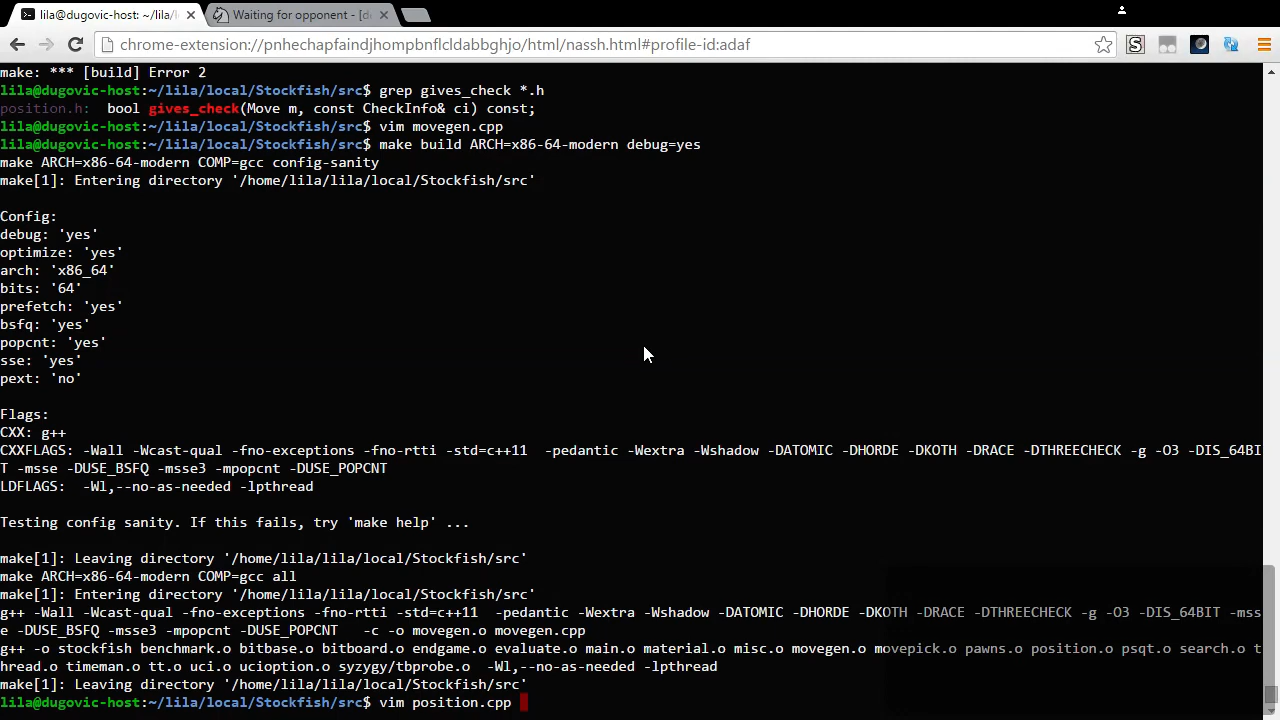 lila@dugovic-host: ~/lila/l
Waiting for opponent - [d
chrome-extension://pnhechapfaindjhompbnflcldabbghjo/html/nassh.html#profile-id:adaf
make: *** [build] Error 2
lila@dugovic-host:~/lila/local/Stockfish/src$ grep gives_check *.h
position.h:  bool gives_check(Move m, const CheckInfo& ci) const;
lila@dugovic-host:~/lila/local/Stockfish/src$ vim movegen.cpp
lila@dugovic-host:~/lila/local/Stockfish/src$ make build ARCH=x86-64-modern debug=yes
make ARCH=x86-64-modern COMP=gcc config-sanity
make[1]: Entering directory '/home/lila/lila/local/Stockfish/src'
Config:
debug: 'yes'
optimize: 'yes'
arch: 'x86_64'
bits: '64'
prefetch: 'yes'
bsfq: 'yes'
popcnt: 'yes'
sse: 'yes'
pext: 'no'
Flags:
CXX: g++
CXXFLAGS: -Wall -Wcast-qual -fno-exceptions -fno-rtti -std=c++11  -pedantic -Wextra -Wshadow -DATOMIC -DHORDE -DKOTH -DRACE -DTHREECHECK -g -O3 -DIS_64BI
T -msse -DUSE_BSFQ -msse3 -mpopcnt -DUSE_POPCNT
LDFLAGS:  -Wl,--no-as-needed -lpthread
Testing config sanity. If this fails, try 'make help' ...
make[1]: Leaving directory '/home/lila/lila/local/Stockfish/src'
make ARCH=x86-64-modern COMP=gcc all
make[1]: Entering directory '/home/lila/lila/local/Stockfish/src'
g++ -Wall -Wcast-qual -fno-exceptions -fno-rtti -std=c++11  -pedantic -Wextra -Wshadow -DATOMIC -DHORDE -DKOTH -DRACE -DTHREECHECK -g -O3 -DIS_64BIT -mss
e -DUSE_BSFQ -msse3 -mpopcnt -DUSE_POPCNT   -c -o movegen.o movegen.cpp
g++ -o stockfish benchmark.o bitbase.o bitboard.o endgame.o evaluate.o main.o material.o misc.o movegen.o movepick.o pawns.o position.o psqt.o search.o t
hread.o timeman.o tt.o uci.o ucioption.o syzygy/tbprobe.o  -Wl,--no-as-needed -lpthread
make[1]: Leaving directory '/home/lila/lila/local/Stockfish/src'
lila@dugovic-host:~/lila/local/Stockfish/src$ vim position.cpp